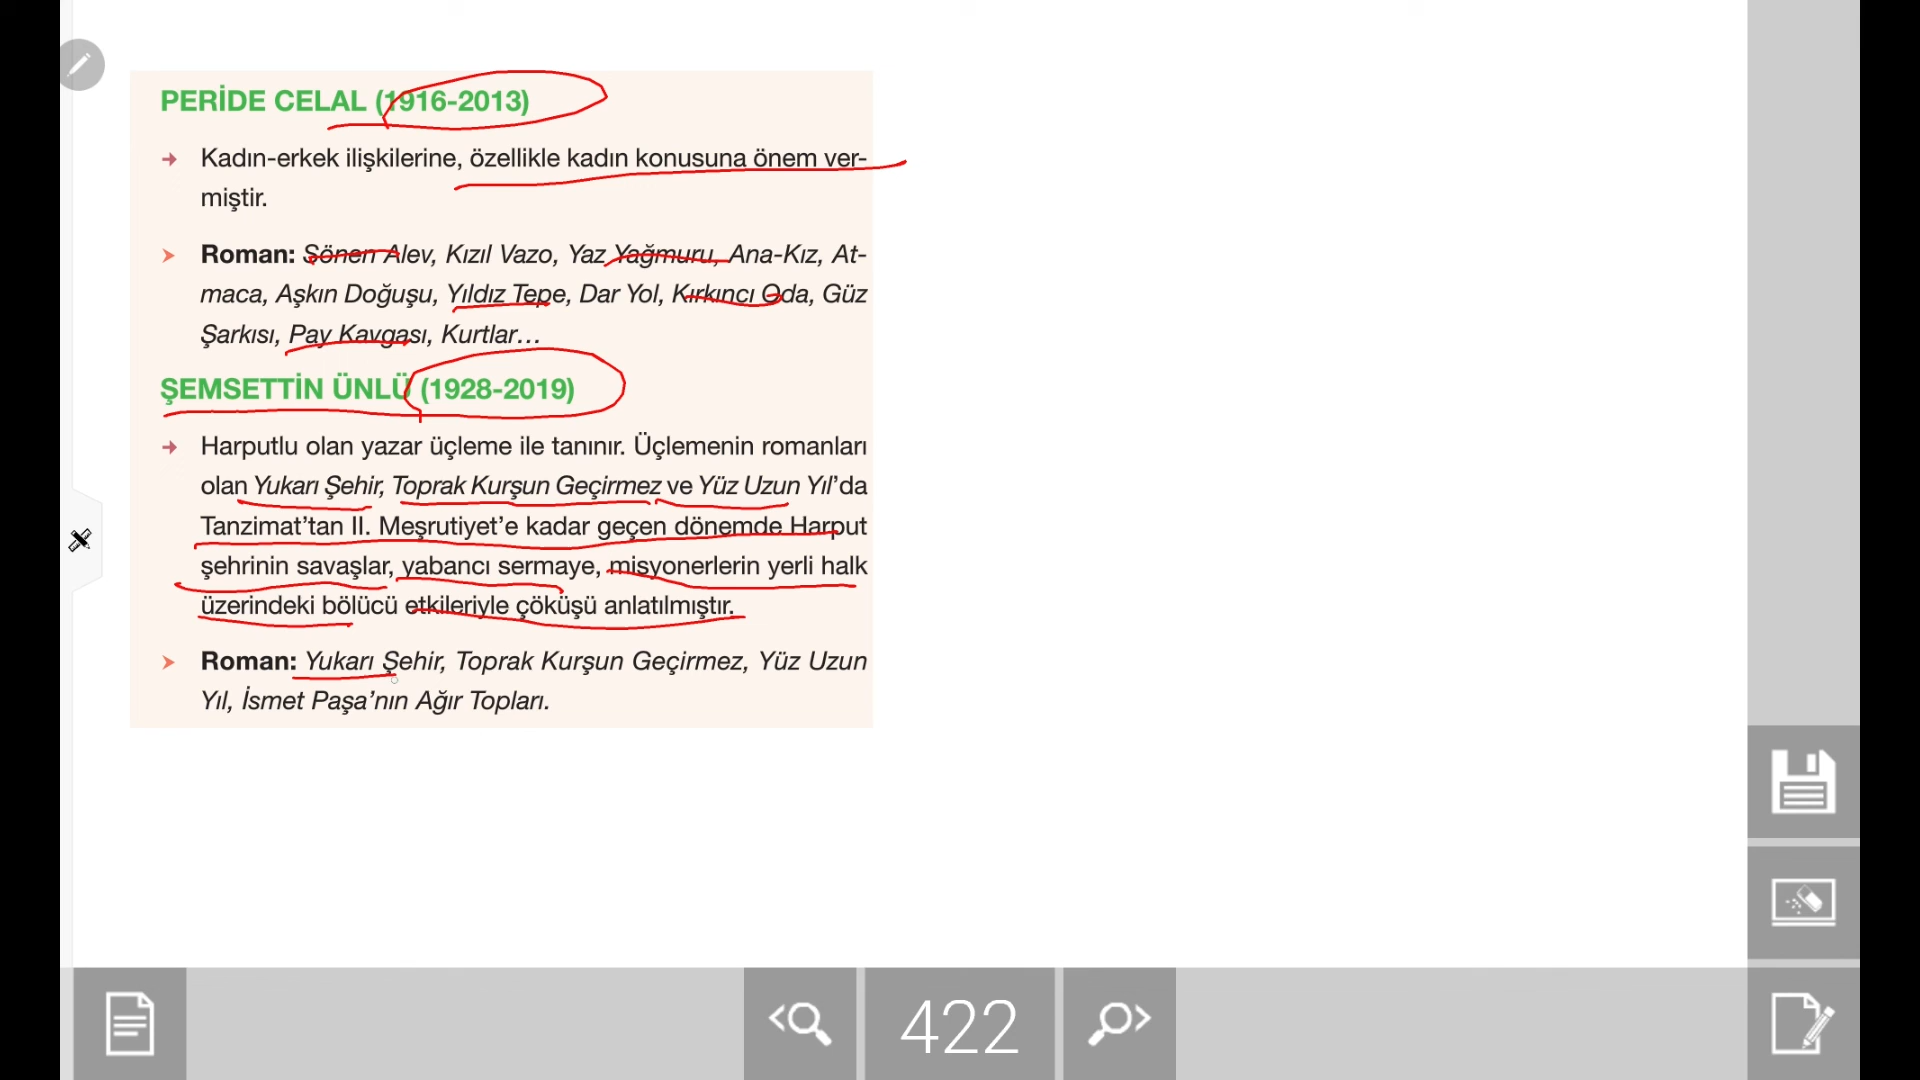 PERİDE CELAL (1916-2013)
Kadın-erkek ilişkilerine, özellikle kadın konusuna önem ver-
miştir.
Roman: Sönen Alev, Kızıl Vazo, Yaz Yağmuru, Ana-Kız, At-
maca, Aşkın Doğuşu, Yıldız Tepe, Dar Yol, Kırkıncı Oda, Güz
Şarkısı, Pay Kavgası, Kurtlar...
ŞEMSETTİN ÜNLÜ (1928-2019)
Harputlu olan yazar üçleme ile tanınır. Üçlemenin romanları
olan Yukarı Şehir, Toprak Kurşun Geçirmez ve Yüz Uzun Yıl'da
Tanzimat'tan II. Meşrutiyet'e kadar geçen dönemde Harput
şehrinin savaşlar, yabancı sermaye, misyonerlerin yerli halk
üzerindeki bölücü etkileriyle çöküşü anlatılmıştır.
Roman: Yukarı Şehir, Toprak Kurşun Geçirmez, Yüz Uzun
Yıl, İsmet Paşa'nın Ağır Topları.
422